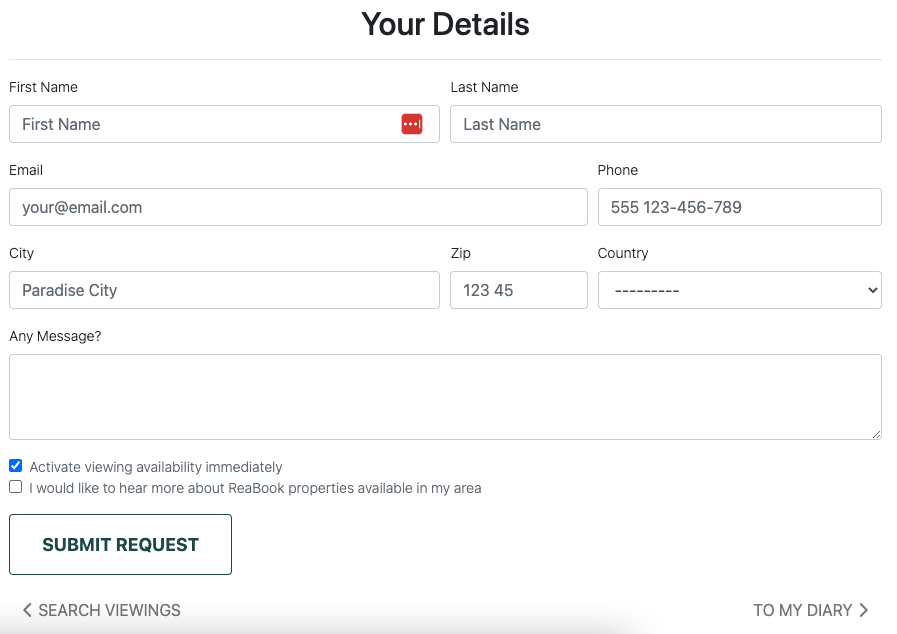 Your Details
First Name Last Name
First Name Last Name
Email Phone
your@email.com 555 123-456-789
City Zip Country
Paradise City 123 45 ---------
Any Message?
Activate viewing availability immediately
I would like to hear more about ReaBook properties available in my area
SUBMIT REQUEST
SEARCH VIEWINGS TO MY DIARY